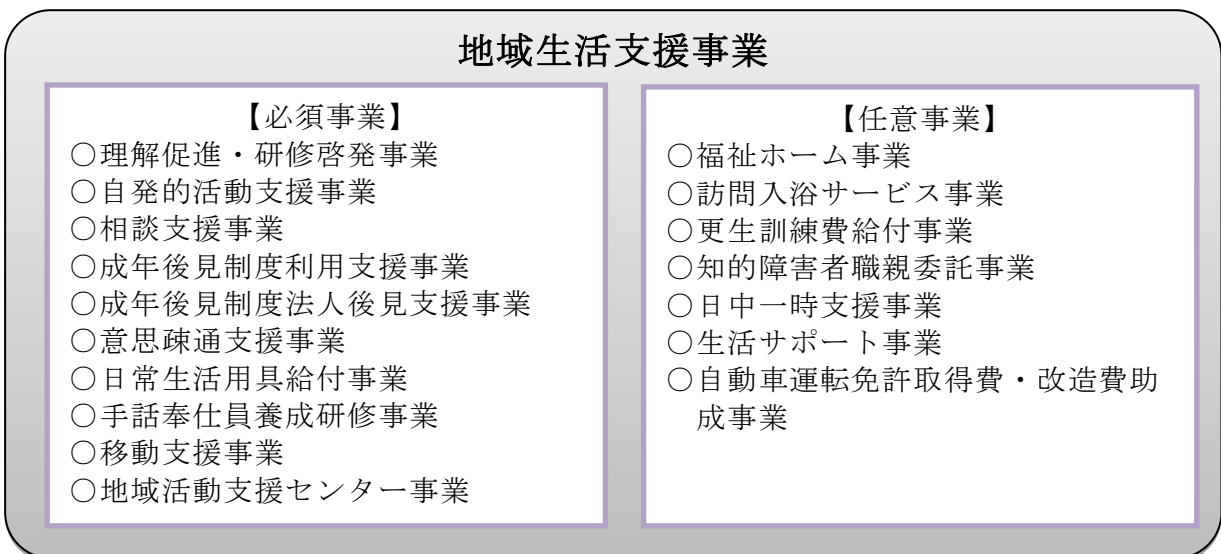 地域生活支援事業
【必須事業】
○理解促進・研修啓発事業
○自発的活動支援事業
○相談支援事業
○成年後見制度利用支援事業
○成年後見制度法人後見支援事業
○意思疎通支援事業
○日常生活用具給付事業
○手話奉仕員養成研修事業
○移動支援事業
○地域活動支援センター事業
【任意事業】
○福祉ホーム事業
○訪問入浴サービス事業
○更生訓練費給付事業
○知的障害者職親委託事業
○日中一時支援事業
○生活サポート事業
○自動車運転免許取得費・改造費助
成事業